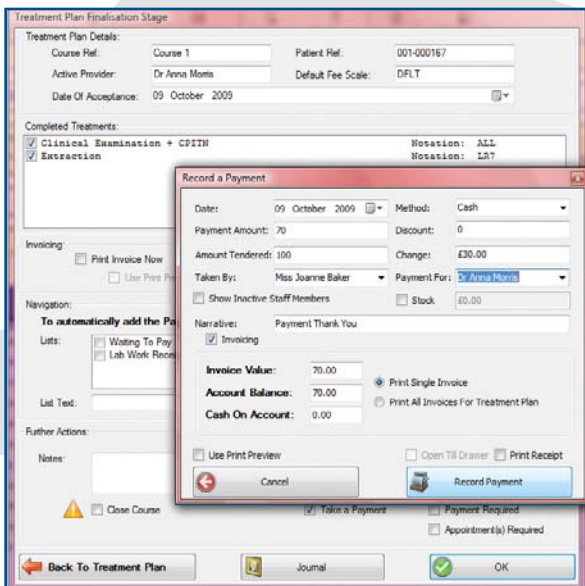 Treatment Plan Finalisation Stage
Treatment Plan Details:
Course Ref: Course 1 Patient Ref: 001-000167
Active Provider: Dr Anna Morris Default Fee Scale: DFLT
Date Of Acceptance: 09 October 2009
Completed Treatments:
Clinical Examination + CPITN Notation: ALL
Extraction Notation: LR7
Record a Payment
Date: 09 October 2009 Method: Cash
Payment Amount: 70 Discount: 0
Amount Tendered: 100 Change: £30.00
Taken By: Miss Joanne Baker Payment For: Dr Anna Morris
Show Inactive Staff Members Stock £0.00
Narrative: Payment Thank You
Invoicing
Invoice Value: 70.00
Account Balance: 70.00
Cash On Account: 0.00
Print Single Invoice
Print All Invoices For Treatment Plan
Use Print Preview Open Till Drawer Print Receipt
Cancel Record Payment
Invoicing:
Print Invoice Now
Use Print
Navigation:
To automatically add the
Lists: Waiting To Pay
Lab Work
List Text:
Further Actions:
Notes:
Close Course Take a Payment Payment Required
Appointment(s) Required
Back To Treatment Plan Journal OK